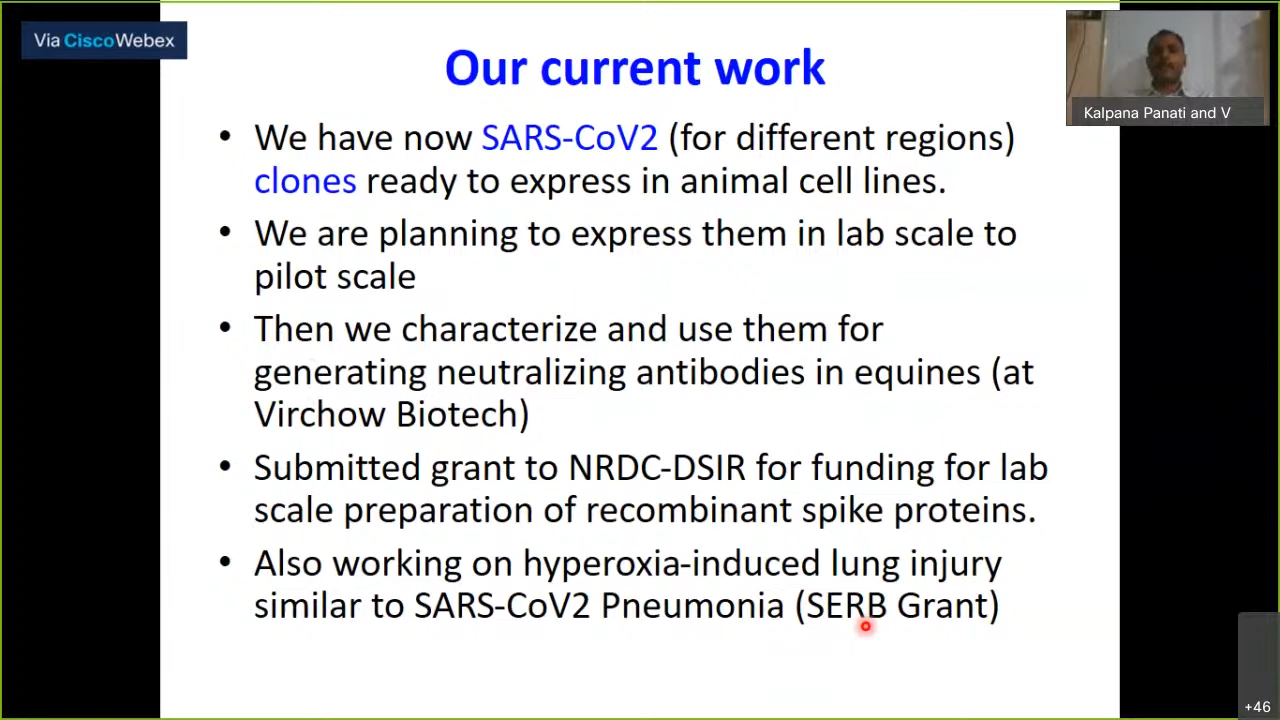 Via CiscoWebex
Our current work
Kalpana Panati and V
• We have now SARS-CoV2 (for different regions)
clones ready to express in animal cell lines.
• We are planning to express them in lab scale to
pilot scale
• Then we characterize and use them for
generating neutralizing antibodies in equines (at
Virchow Biotech)
• Submitted grant to NRDC-DSIR for funding for lab
scale preparation of recombinant spike proteins.
• Also working on hyperoxia-induced lung injury
similar to SARS-CoV2 Pneumonia (SERB Grant)
+46